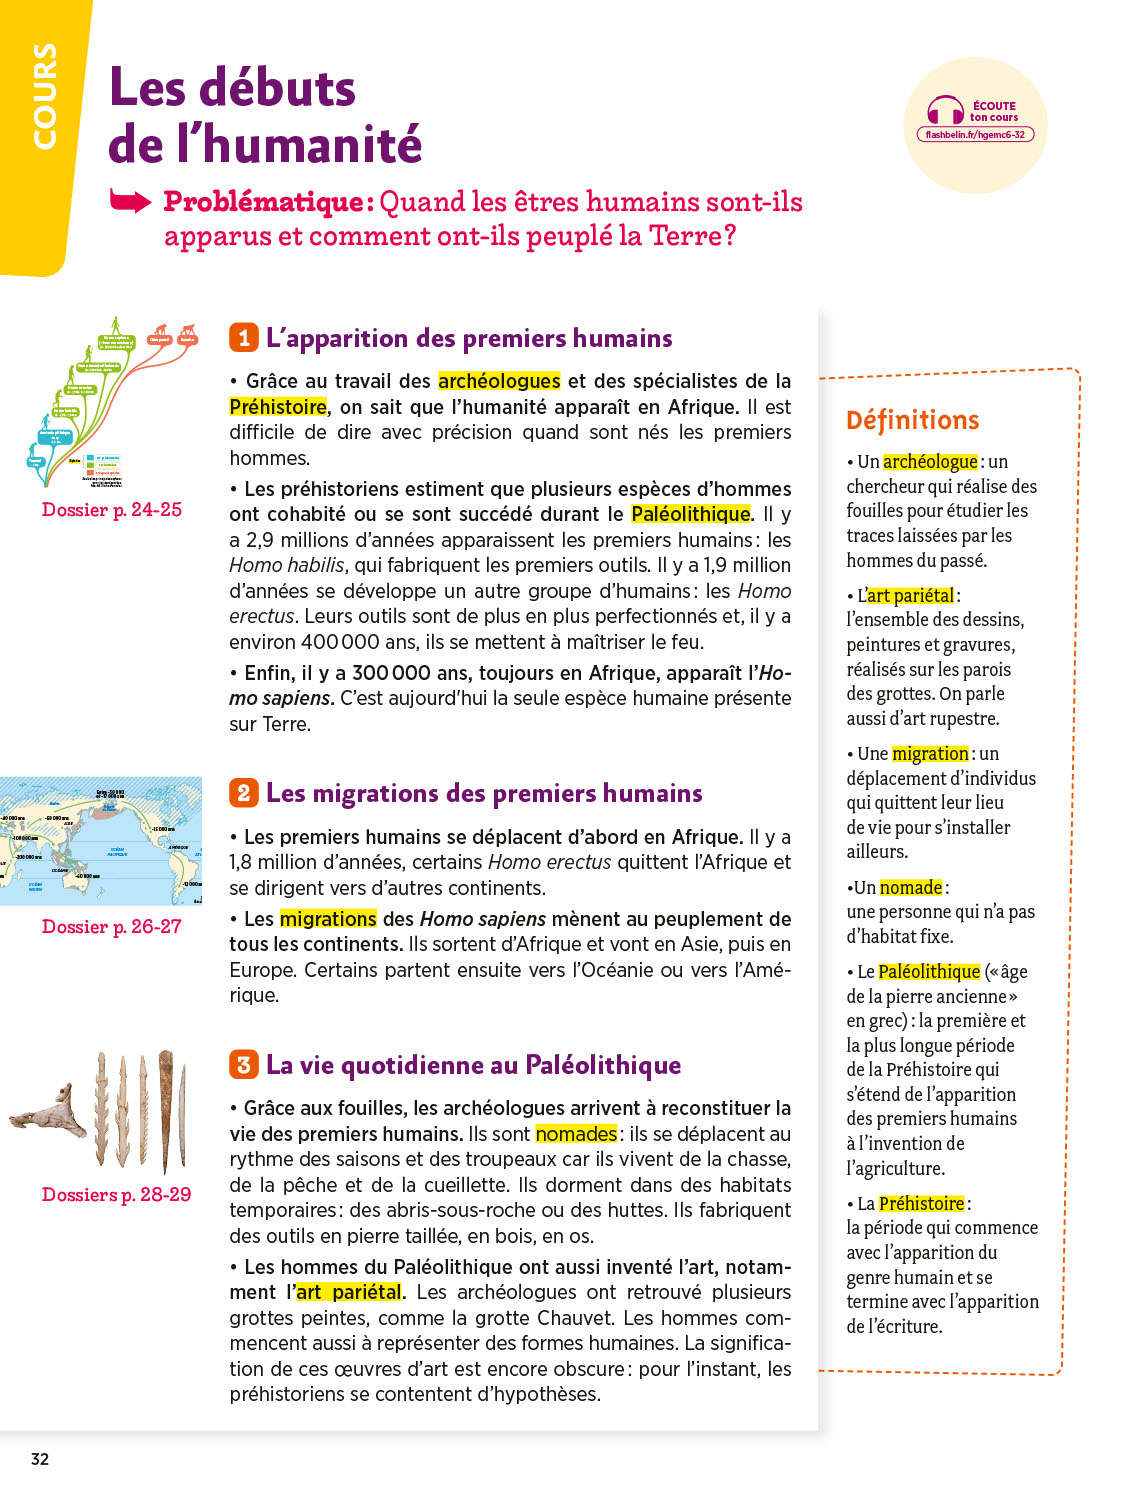 COURS
Les débuts
de l'humanité
ÉCOUTE
ton cours
flashbelin.fr/hgemc6-32
Problématique : Quand les êtres humains sont-ils
apparus et comment ont-ils peuplé la Terre ?
Dossier p. 24-25
1 L'apparition des premiers humains
• Grâce au travail des archéologues et des spécialistes de la
Préhistoire, on sait que l'humanité apparaît en Afrique. Il est
difficile de dire avec précision quand sont nés les premiers
hommes.
• Les préhistoriens estiment que plusieurs espèces d'hommes
ont cohabité ou se sont succédé durant le Paléolithique. Il y
a 2,9 millions d'années apparaissent les premiers humains : les
Homo habilis, qui fabriquent les premiers outils. Il y a 1,9 million
d'années se développe un autre groupe d'humains : les Homo
erectus. Leurs outils sont de plus en plus perfectionnés et, il y a
environ 400 000 ans, ils se mettent à maîtriser le feu.
• Enfin, il y a 300 000 ans, toujours en Afrique, apparaît l'Ho-
mo sapiens. C'est aujourd'hui la seule espèce humaine présente
sur Terre.
Dossier p. 26-27
2 Les migrations des premiers humains
• Les premiers humains se déplacent d'abord en Afrique. Il y a
1,8 million d'années, certains Homo erectus quittent l'Afrique et
se dirigent vers d'autres continents.
• Les migrations des Homo sapiens mènent au peuplement de
tous les continents. Ils sortent d'Afrique et vont en Asie, puis en
Europe. Certains partent ensuite vers l'Océanie ou vers l'Amé-
rique.
Dossiers p. 28-29
3 La vie quotidienne au Paléolithique
• Grâce aux fouilles, les archéologues arrivent à reconstituer la
vie des premiers humains. Ils sont nomades : ils se déplacent au
rythme des saisons et des troupeaux car ils vivent de la chasse,
de la pêche et de la cueillette. Ils dorment dans des habitats
temporaires : des abris-sous-roche ou des huttes. Ils fabriquent
des outils en pierre taillée, en bois, en os.
• Les hommes du Paléolithique ont aussi inventé l'art, notam-
ment l'art pariétal. Les archéologues ont retrouvé plusieurs
grottes peintes, comme la grotte Chauvet. Les hommes com-
mencent aussi à représenter des formes humaines. La significa-
tion de ces œuvres d'art est encore obscure : pour l'instant, les
préhistoriens se contentent d'hypothèses.
Définitions
• Un archéologue : un
chercheur qui réalise des
fouilles pour étudier les
traces laissées par les
hommes du passé.
• L'art pariétal :
l'ensemble des dessins,
peintures et gravures,
réalisés sur les parois
des grottes. On parle
aussi d'art rupestre.
• Une migration : un
déplacement d'individus
qui quittent leur lieu
de vie pour s'installer
ailleurs.
•Un nomade :
une personne qui n'a pas
d'habitat fixe.
• Le Paléolithique (« âge
de la pierre ancienne »
en grec) : la première et
la plus longue période
de la Préhistoire qui
s'étend de l'apparition
des premiers humains
à l'invention de
l'agriculture.
• La Préhistoire :
la période qui commence
avec l'apparition du
genre humain et se
termine avec l'apparition
de l'écriture.
32